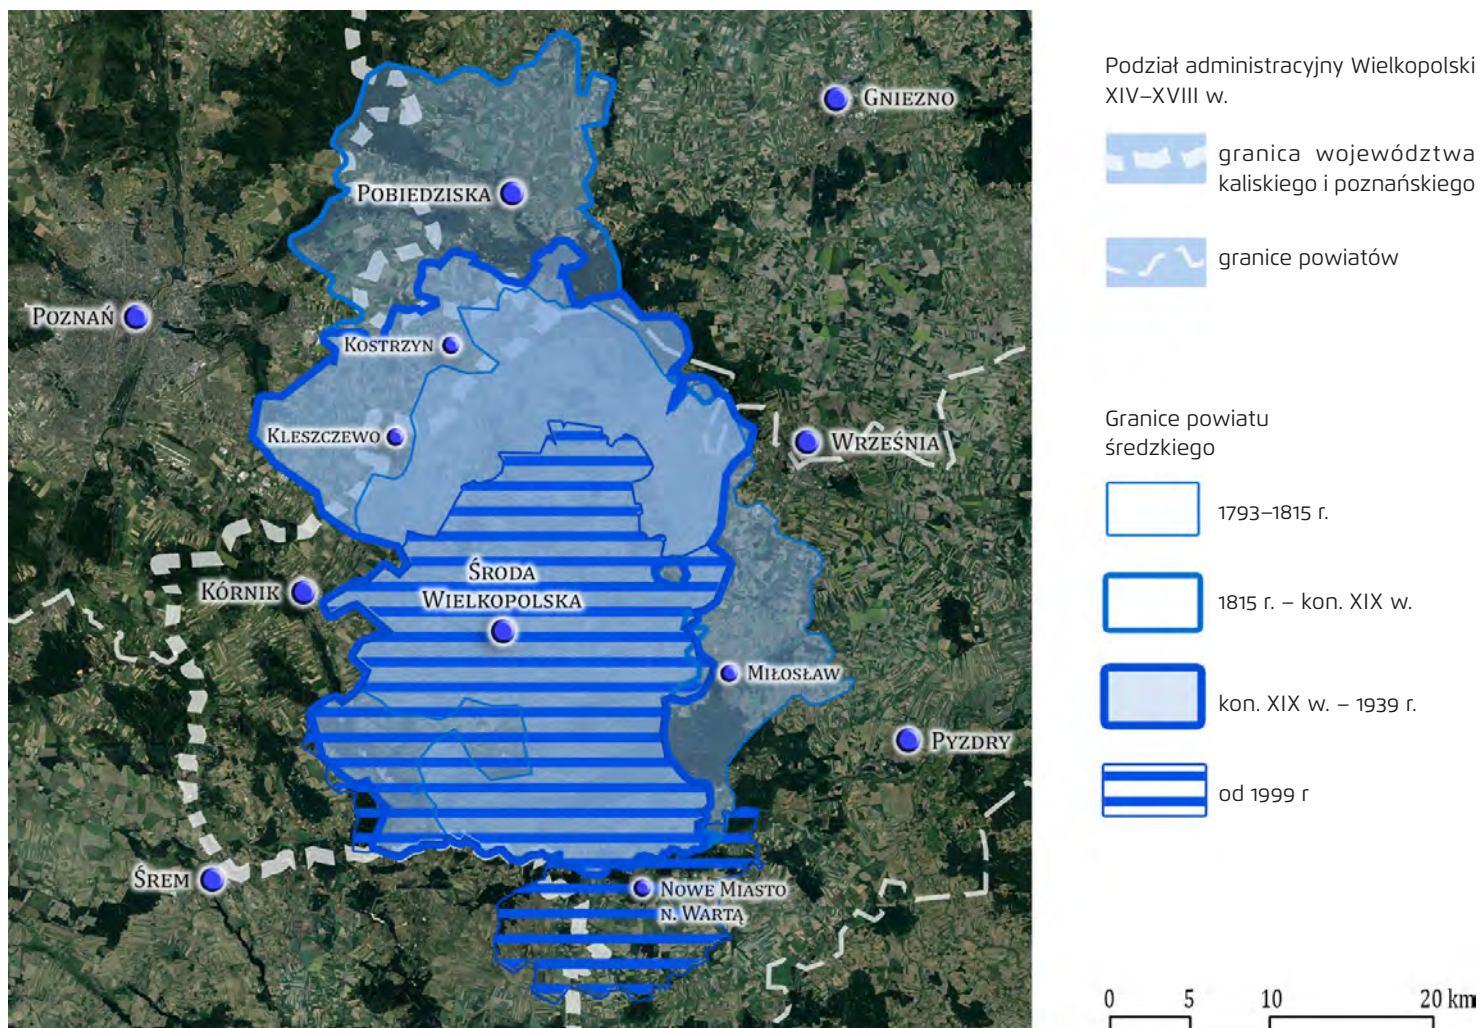 GNIEZNO
POBIEDZISKA
POZNAŃ
KOSTRZYN
KLESZCZEWO
WRZEŚNIA
KÓRNIK
ŚRODA
WIELKOPOLSKA
MIŁOSŁAW
PYZDRY
ŚREM
NOWE MIASTO
N. WARTĄ
Podział administracyjny Wielkopolski
XIV–XVIII w.
granica województwa
kaliskiego i poznańskiego
granice powiatów
Granice powiatu
średzkiego
1793–1815 r.
1815 r. – kon. XIX w.
kon. XIX w. – 1939 r.
od 1999 r
0 5 10 20 km